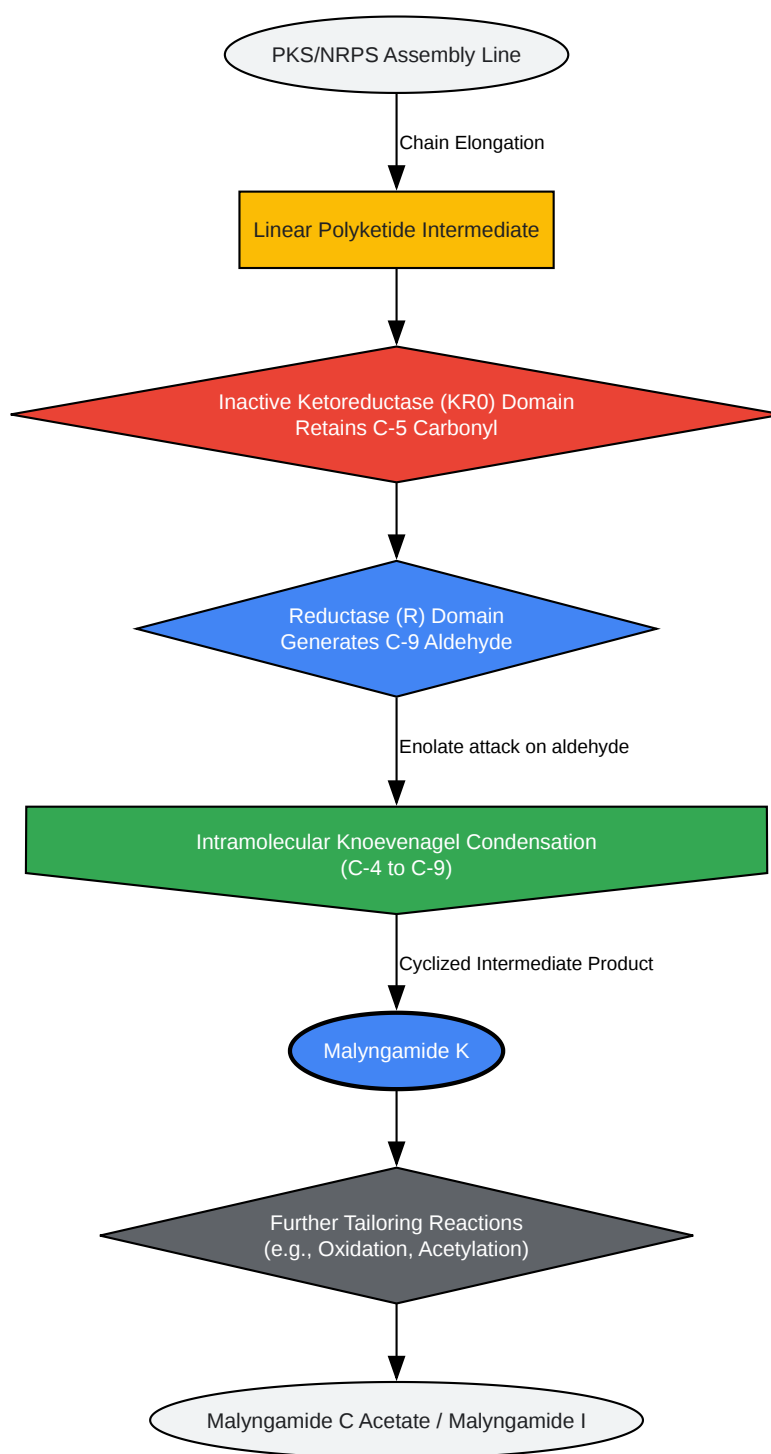 PKS/NRPS Assembly Line
Chain Elongation
Linear Polyketide Intermediate
Inactive Ketoreductase (KR0) Domain
Retains C-5 Carbonyl
Reductase (R) Domain
Generates C-9 Aldehyde
Enolate attack on aldehyde
Intramolecular Knoevenagel Condensation
(C-4 to C-9)
Cyclized Intermediate Product
Malyngamide K
Further Tailoring Reactions
(e.g., Oxidation, Acetylation)
Malyngamide C Acetate / Malyngamide I